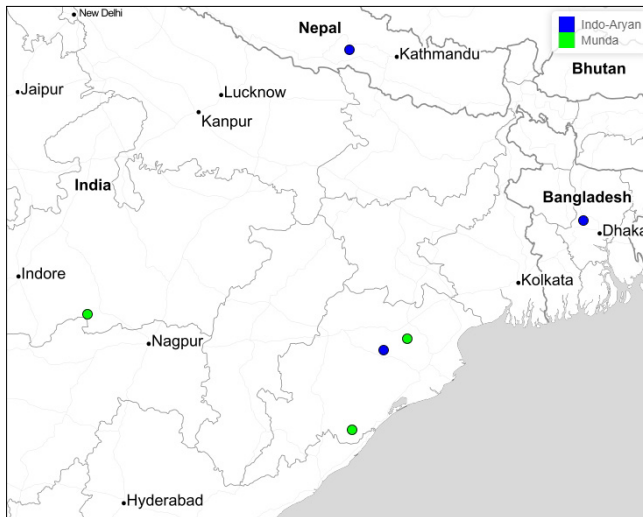 New Delhi
Nepal
Indo-Aryan
Munda
Kathmandu
Bhutan
Jaipur
Lucknow
Kanpur
India
Bangladesh
Dhaka
Indore
Kolkata
Nagpur
Hyderabad